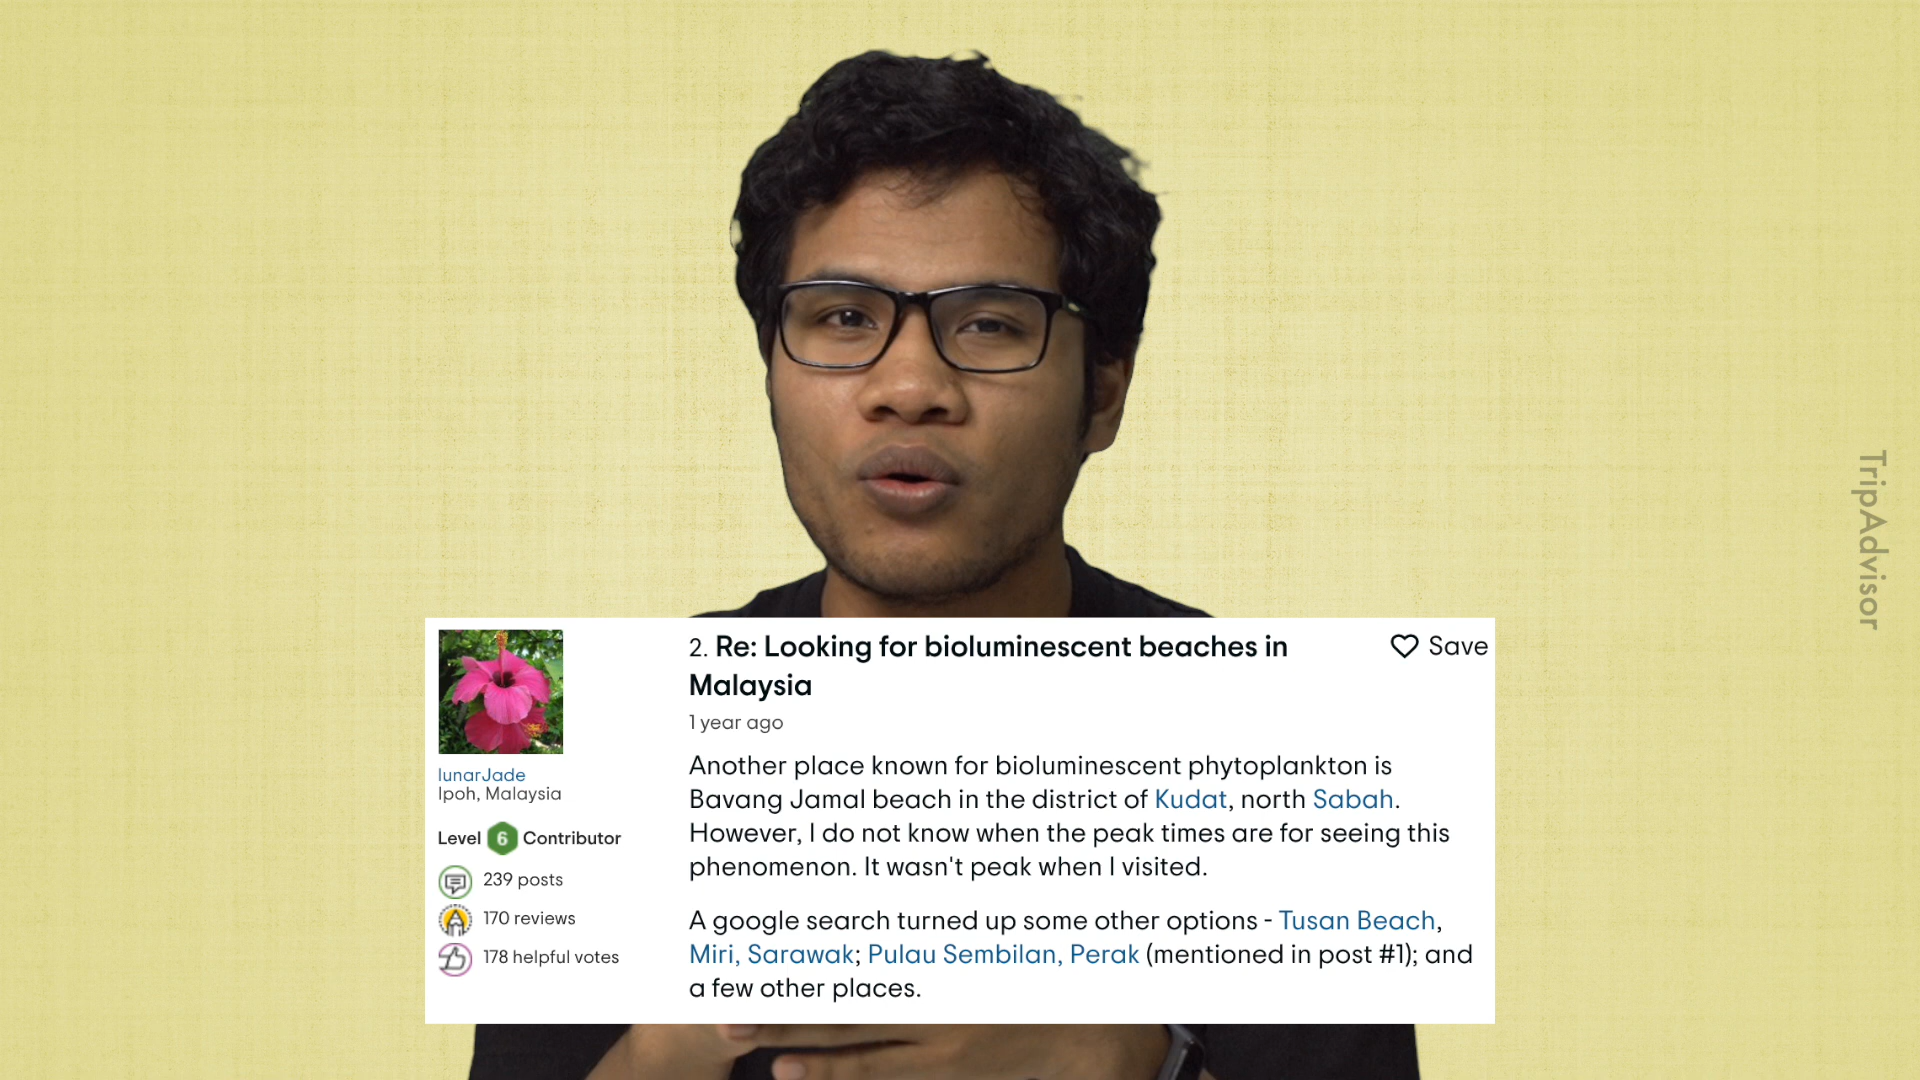 2. Re: Looking for bioluminescent beaches in
Malaysia
Save
1 year ago
lunarJade
Ipoh, Malaysia
Level 6 Contributor
239 posts
170 reviews
178 helpful votes
Another place known for bioluminescent phytoplankton is
Bavang Jamal beach in the district of Kudat, north Sabah.
However, I do not know when the peak times are for seeing this
phenomenon. It wasn't peak when I visited.
A google search turned up some other options - Tusan Beach,
Miri, Sarawak; Pulau Sembilan, Perak (mentioned in post #1); and
a few other places.
TripAdvisor